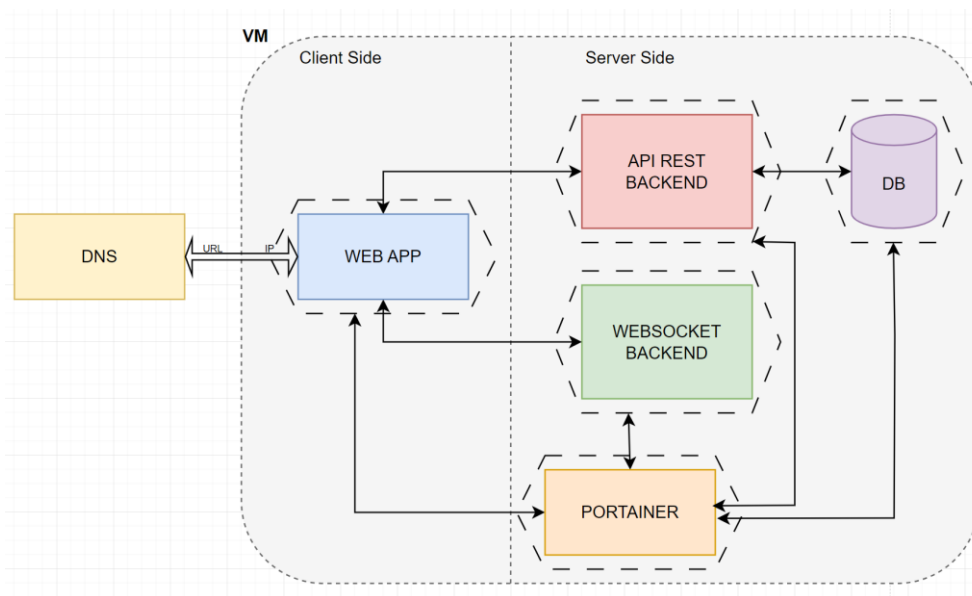 VM
Client Side
Server Side
API REST
BACKEND
DB
DNS
URL
IP
WEB APP
WEBSOCKET
BACKEND
PORTAINER